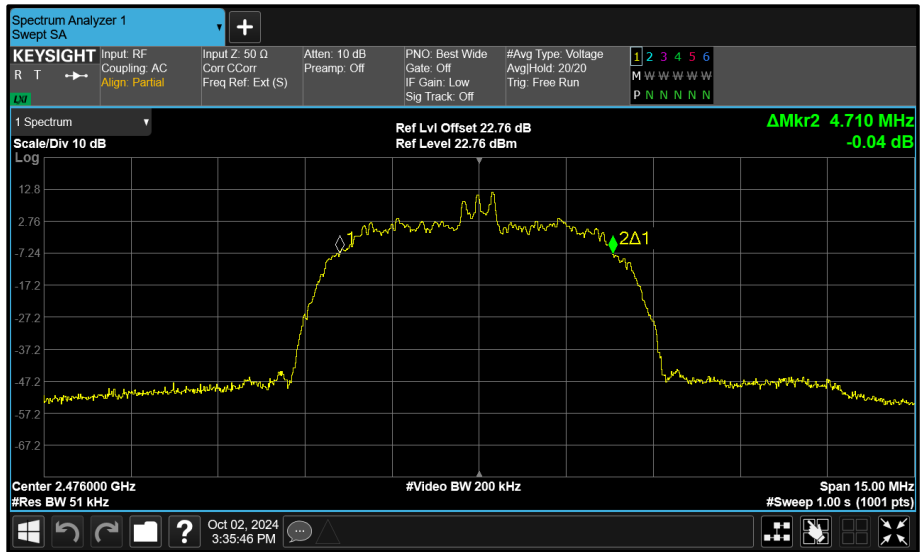 Spectrum Analyzer 1
Swept SA
+
KEYSIGHT
R T
LXI
Input: RF
Coupling: AC
Align: Partial
Input Z: 50 Ω
Corr CCorr
Freq Ref: Ext (S)
Atten: 10 dB
Preamp: Off
PNO: Best Wide
Gate: Off
IF Gain: Low
Sig Track: Off
#Avg Type: Voltage
Avg|Hold: 20/20
Trig: Free Run
1 2 3 4 5 6
M W W W W W
P N N N N N
1 Spectrum
Scale/Div 10 dB
Ref Lvl Offset 22.76 dB
Ref Level 22.76 dBm
ΔMkr2 4.710 MHz
-0.04 dB
Log
12.8
2.76
-7.24
-17.2
-27.2
-37.2
-47.2
-57.2
-67.2
1
2Δ1
Center 2.476000 GHz
#Res BW 51 kHz
#Video BW 200 kHz
Span 15.00 MHz
#Sweep 1.00 s (1001 pts)
?
Oct 02, 2024
3:35:46 PM